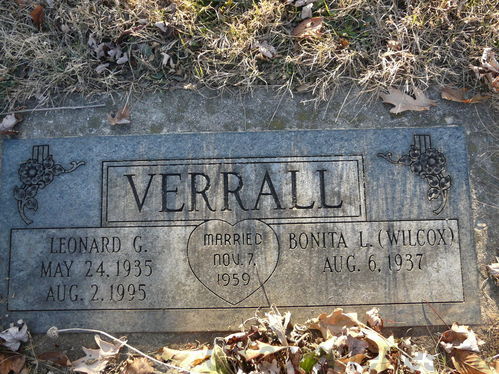 VERRALL
LEONARD G.
MAY 24, 1935
AUG. 2, 1995
MARRIED
NOV. 7,
1959
BONITA L. (WILCOX)
AUG. 6, 1937